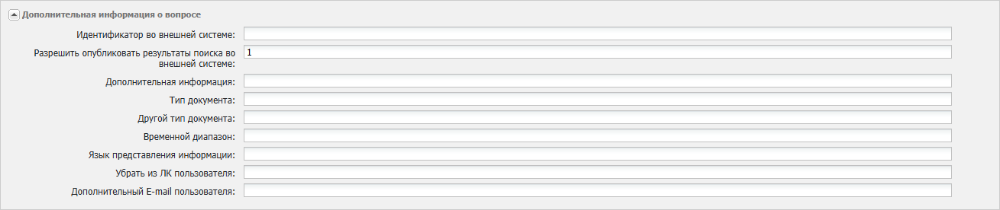 Дополнительная информация о вопросе
Идентификатор во внешней системе:
Разрешить опубликовать результаты поиска во
внешней системе:
1
Дополнительная информация:
Тип документа:
Другой тип документа:
Временной диапазон:
Язык представления информации:
Убрать из ЛК пользователя:
Дополнительный E-mail пользователя: